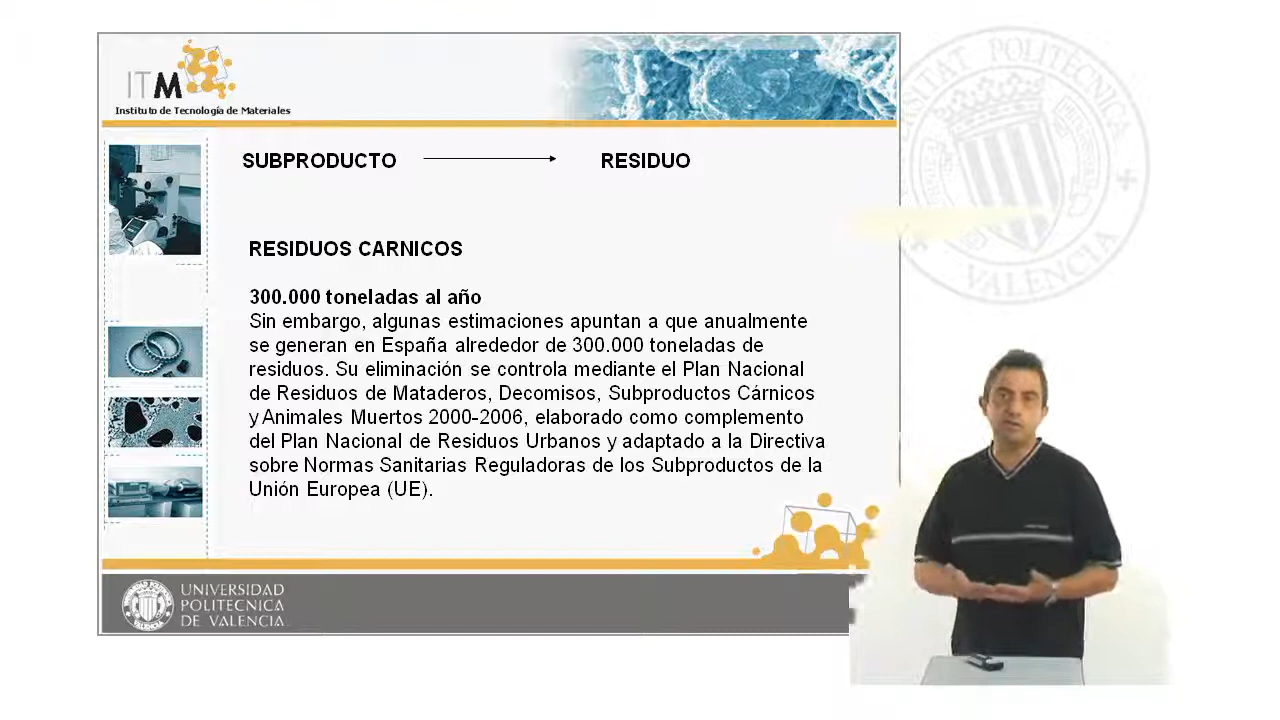 ITM
Instituto de Tecnología de Materiales
SUBPRODUCTO RESIDUO
RESIDUOS CARNICOS
300.000 toneladas al año
Sin embargo, algunas estimaciones apuntan a que anualmente
se generan en España alrededor de 300.000 toneladas de
residuos. Su eliminación se controla mediante el Plan Nacional
de Residuos de Mataderos, Decomisos, Subproductos Cárnicos
y Animales Muertos 2000-2006, elaborado como complemento
del Plan Nacional de Residuos Urbanos y adaptado a la Directiva
sobre Normas Sanitarias Reguladoras de los Subproductos de la
Unión Europea (UE).
UNIVERSIDAD
POLITECNICA
DE VALENCIA
POLITECNICA
VALENCIA